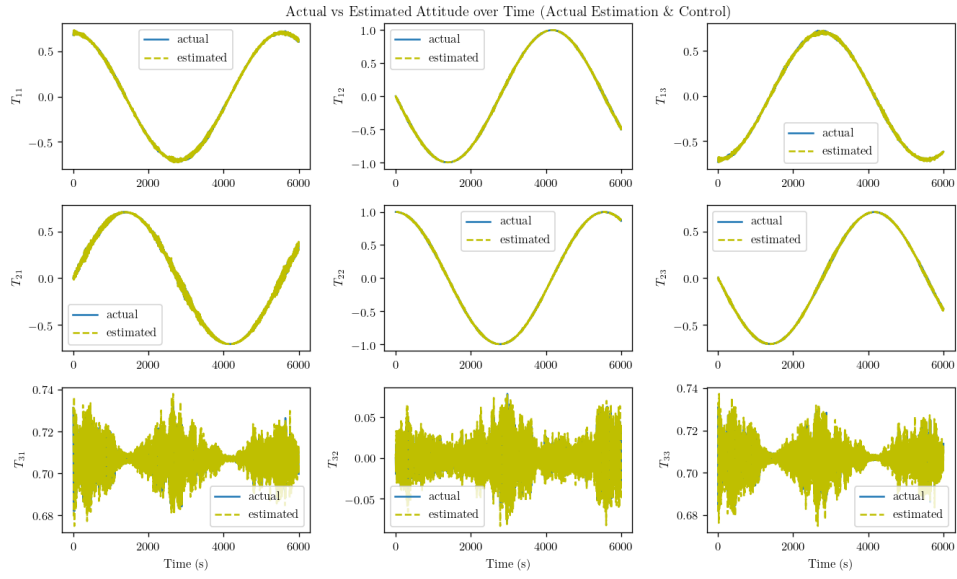 Actual vs Estimated Attitude over Time (Actual Estimation & Control)
T11
0.5
0.0
−0.5
0 2000 4000 6000
actual
estimated
T12
1.0
0.5
0.0
−0.5
−1.0
0 2000 4000 6000
actual
estimated
T13
0.5
0.0
−0.5
0 2000 4000 6000
actual
estimated
T21
0.5
0.0
−0.5
0 2000 4000 6000
actual
estimated
T22
1.0
0.5
0.0
−0.5
−1.0
0 2000 4000 6000
actual
estimated
T23
0.5
0.0
−0.5
0 2000 4000 6000
actual
estimated
T31
0.74
0.72
0.70
0.68
0 2000 4000 6000
Time (s)
actual
estimated
T32
0.05
0.00
−0.05
0 2000 4000 6000
Time (s)
actual
estimated
T33
0.74
0.72
0.70
0.68
0 2000 4000 6000
Time (s)
actual
estimated